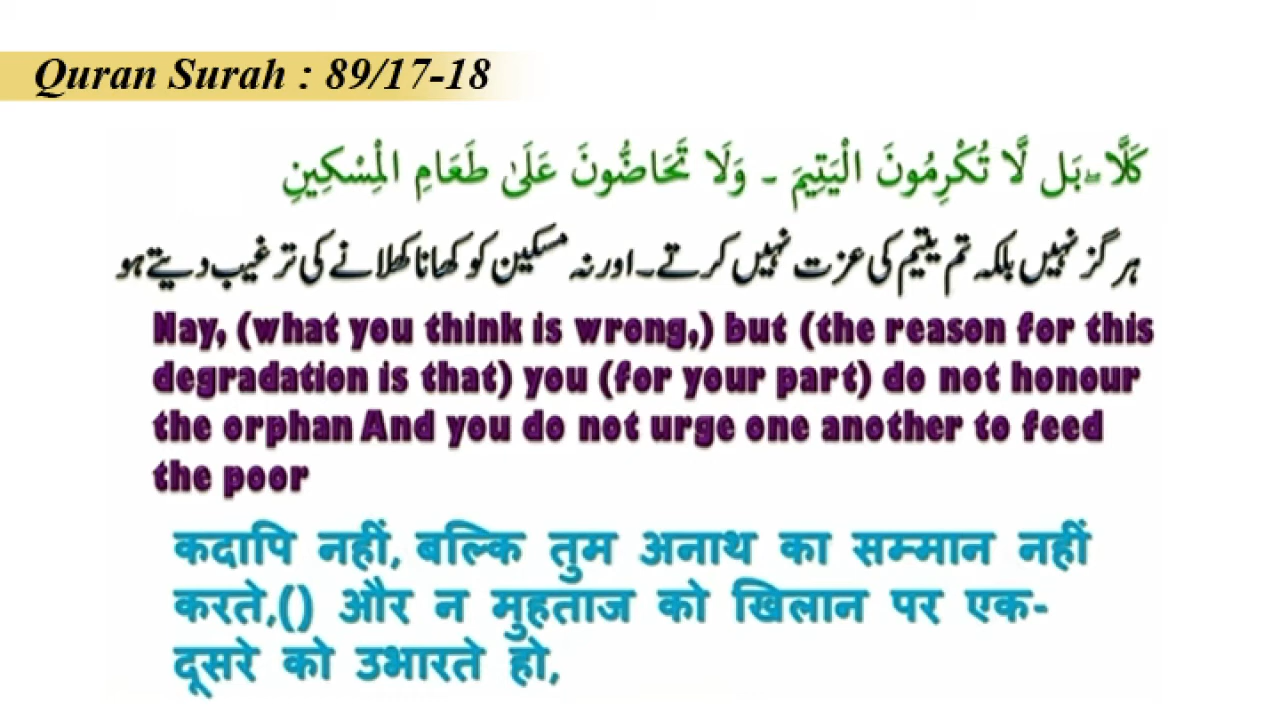 Quran Surah : 89/17-18
كَلَّا ۖ بَل لَّا تُكْرِمُونَ الْيَتِيمَ ۔ وَلَا تَحَاضُّونَ عَلَىٰ طَعَامِ الْمِسْكِينِ
ہر گز نہیں بلکہ تم یتیم کی عزت نہیں کرتے۔اور نہ مسکین کو کھانا کھلانے کی تر غیب دیتے ہو
Nay, (what you think is wrong,) but (the reason for this
degradation is that) you (for your part) do not honour
the orphan And you do not urge one another to feed
the poor
कदापि नहीं, बल्कि तुम अनाथ का सम्मान नहीं
करते,() और न मुहताज को खिलान पर एक-
दूसरे को उभारते हो,